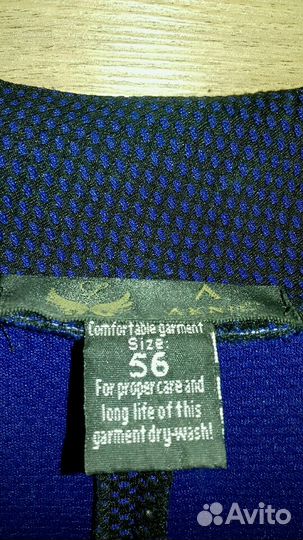 Comfortable garment
Size:
56
For proper care and
long life of this
garment dry-wash!
Avito